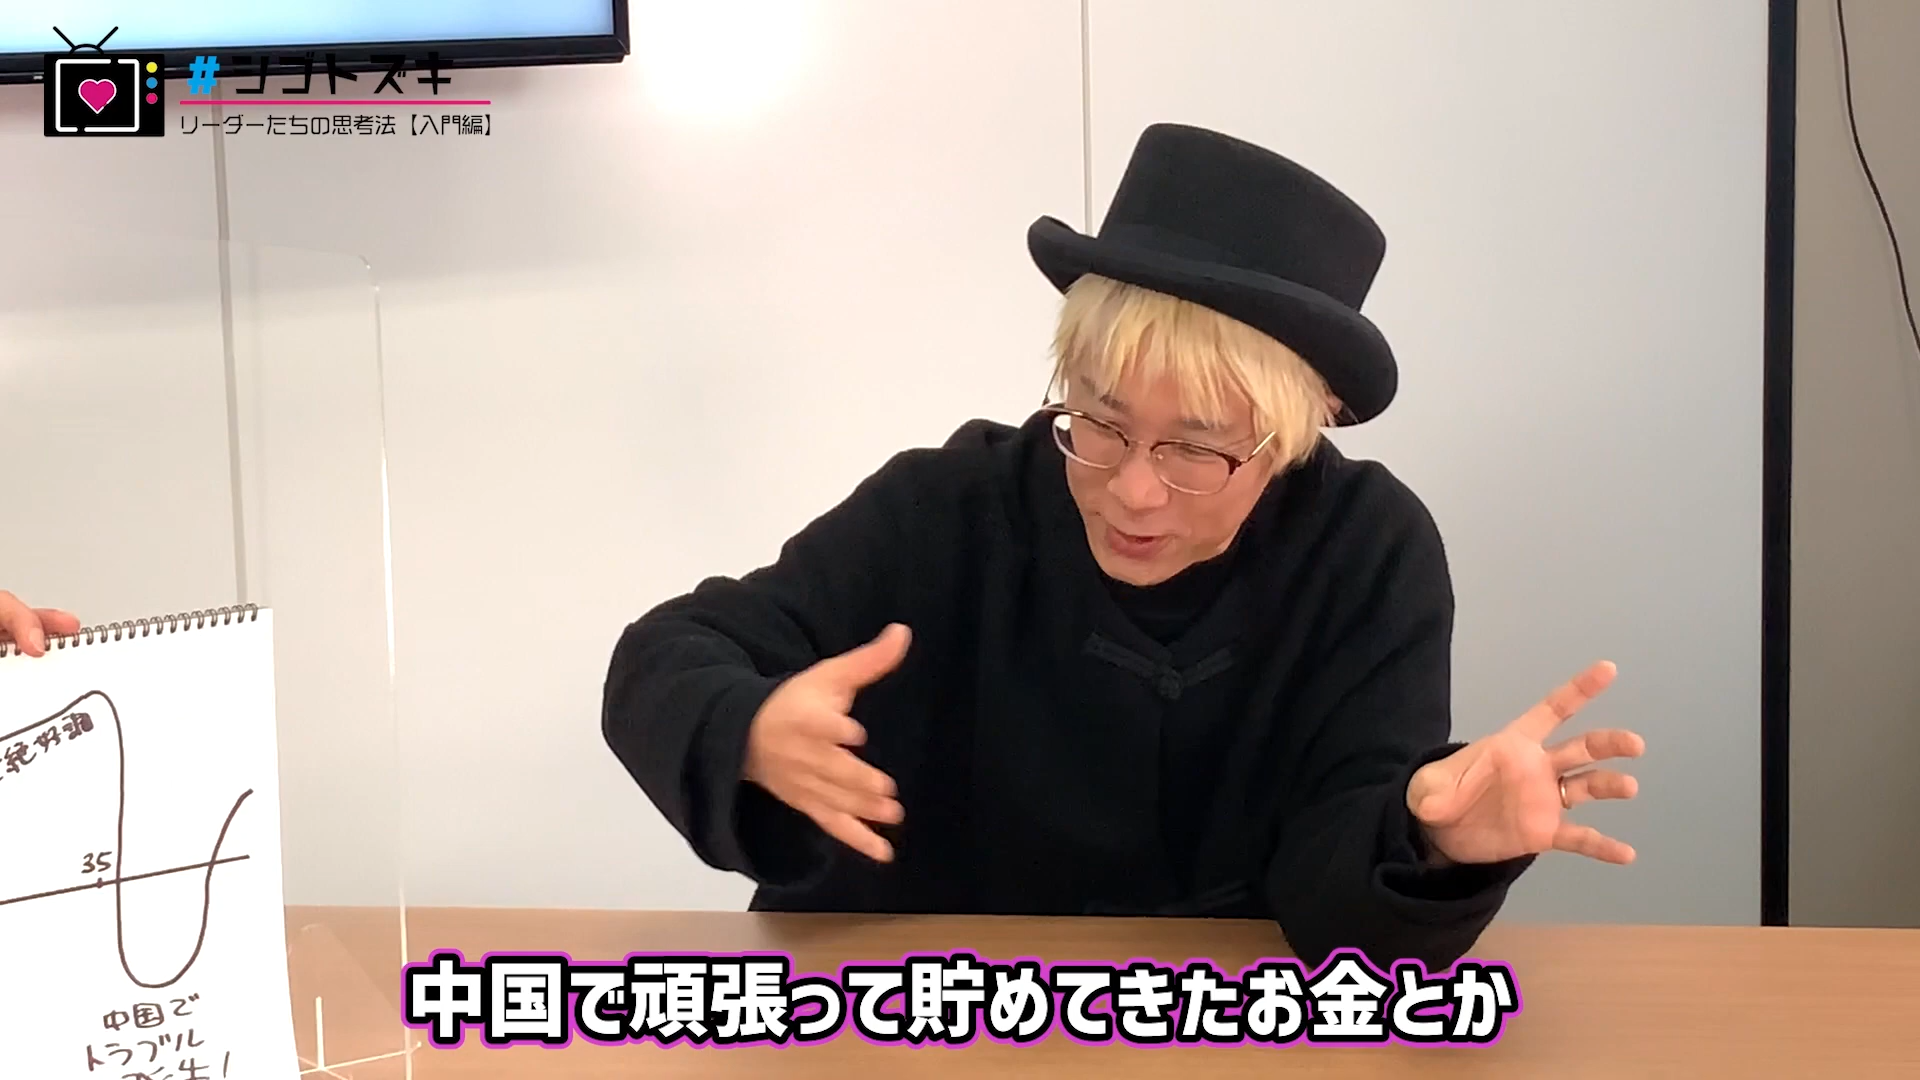 #シゴトズキ
リーダーたちの思考法【入門編】
絶好調
35
中国で
トラブル
発生!
中国で頑張って貯めてきたお金とか